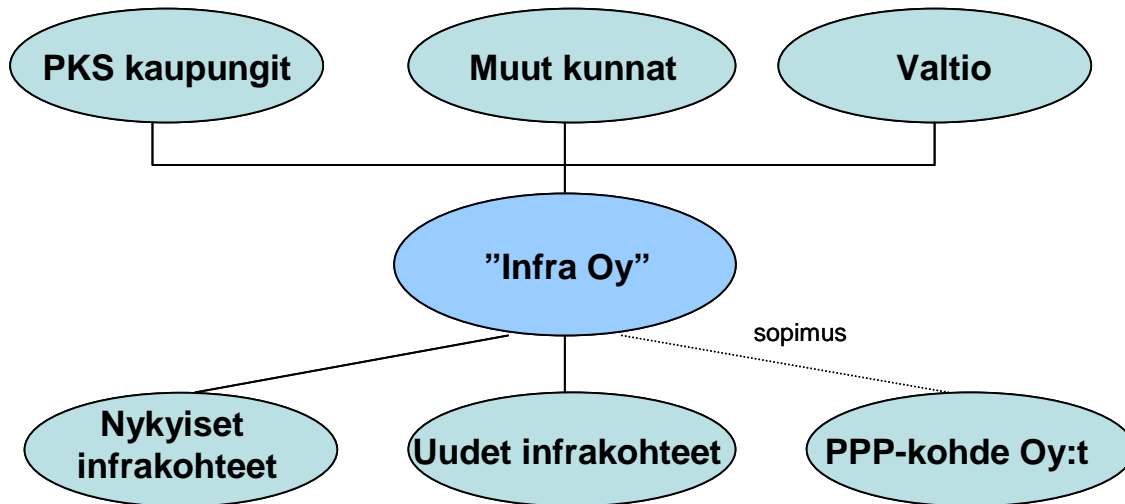 PKS kaupungit
Muut kunnat
Valtio
”Infra Oy”
sopimus
Nykyiset
infrakohteet
Uudet infrakohteet
PPP-kohde Oy:t